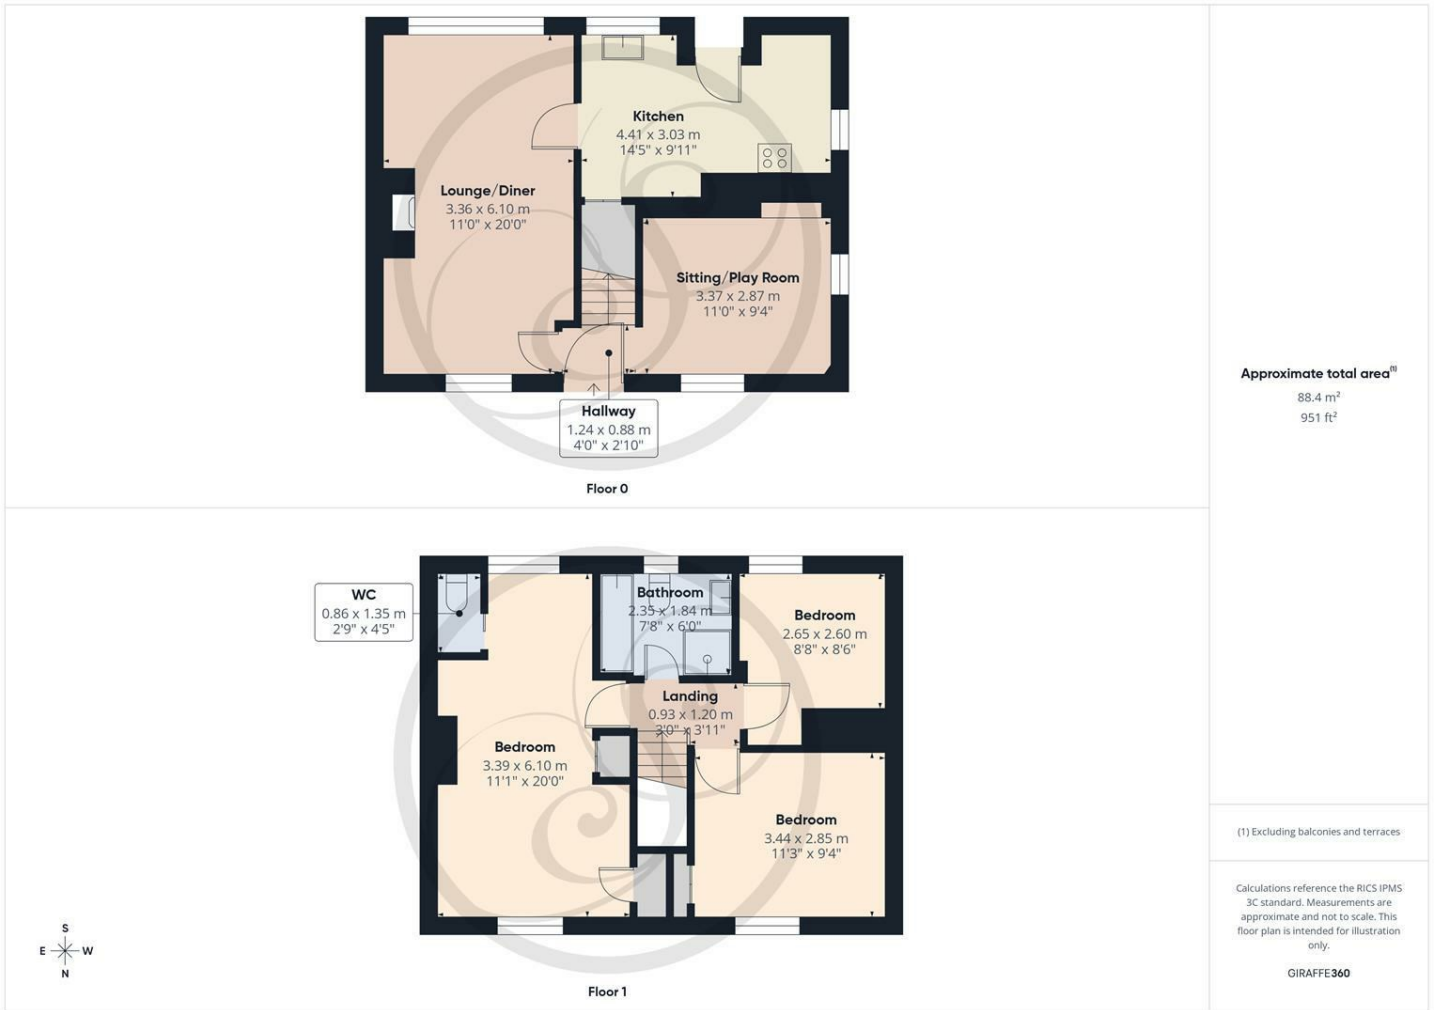 Kitchen
4.41 x 3.03 m
14'5" x 9'11"
Lounge/Diner
3.36 x 6.10 m
11'0" x 20'0"
Sitting/Play Room
3.37 x 2.87 m
11'0" x 9'4"
Hallway
1.24 x 0.88 m
4'0" x 2'10"
Floor 0
Approximate total area(1)
88.4 m²
951 ft²
WC
0.86 x 1.35 m
2'9" x 4'5"
Bathroom
2.35 x 1.84 m
7'8" x 6'0"
Bedroom
2.65 x 2.60 m
8'8" x 8'6"
Landing
0.93 x 1.20 m
3'0" x 3'11"
Bedroom
3.39 x 6.10 m
11'1" x 20'0"
Bedroom
3.44 x 2.85 m
11'3" x 9'4"
S
E W
N
Floor 1
(1) Excluding balconies and terraces
Calculations reference the RICS IPMS
3C standard. Measurements are
approximate and not to scale. This
floor plan is intended for illustration
only.
GIRAFFE360